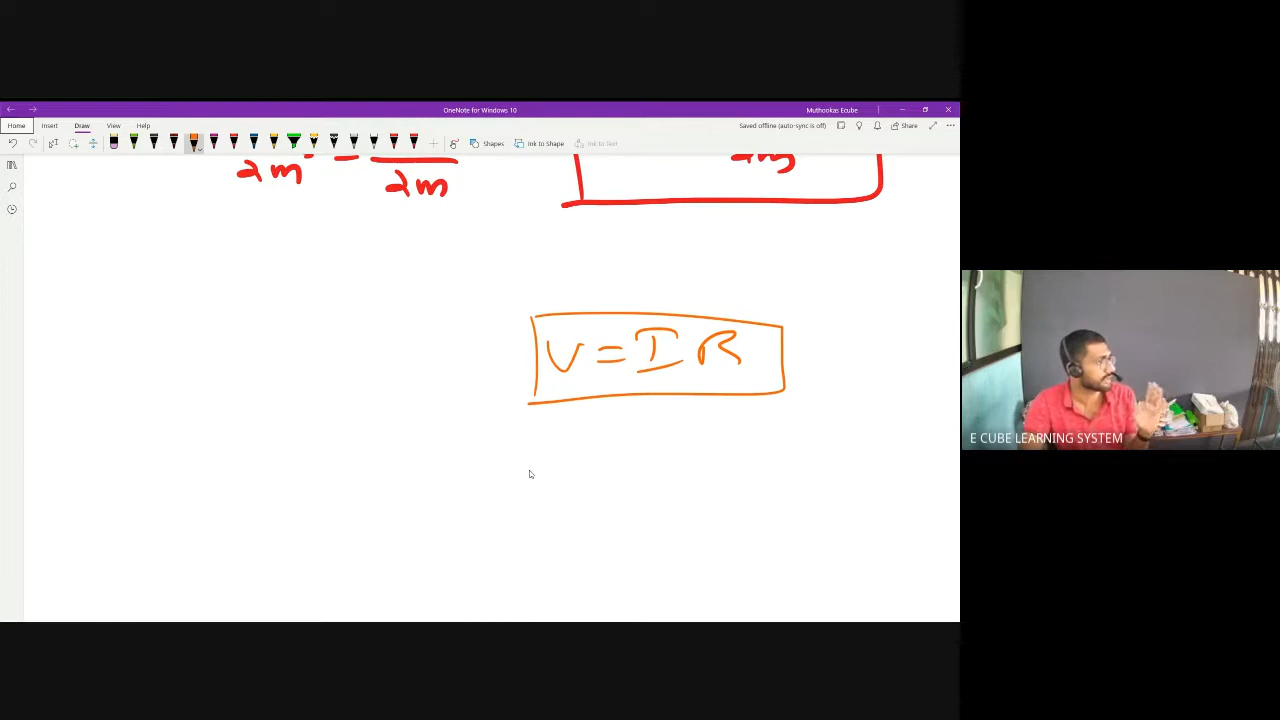 OneNote for Windows 10
Muthookas Ecube
Home Insert Draw View Help
Saved offline (auto-sync is off)
Share
Shapes
Ink to Shape
Ink to Text
2m
2m
V = I R
E CUBE LEARNING SYSTEM